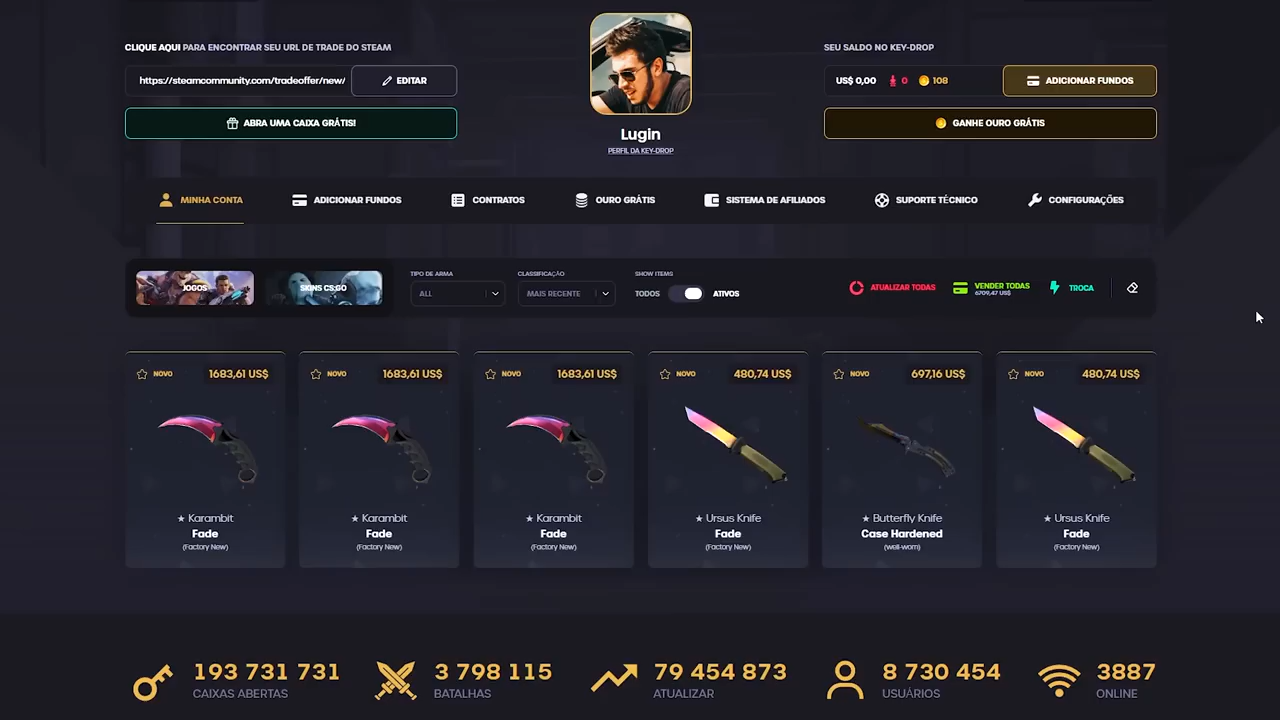 CLIQUE AQUI PARA ENCONTRAR SEU URL DE TRADE DO STEAM
https://steamcommunity.com/tradeoffer/new/
EDITAR
ABRA UMA CAIXA GRÁTIS!
Lugin
PERFIL DA KEY-DROP
SEU SALDO NO KEY-DROP
US$ 0,00 0 108
ADICIONAR FUNDOS
GANHE OURO GRÁTIS
MINHA CONTA ADICIONAR FUNDOS CONTRATOS OURO GRÁTIS SISTEMA DE AFILIADOS SUPORTE TÉCNICO CONFIGURAÇÕES
JOGOS
SKINS CS:GO
TIPO DE ARMA
ALL
CLASSIFICAÇÃO
MAIS RECENTE
SHOW ITEMS
TODOS ATIVOS
ATUALIZAR TODAS
VENDER TODAS
6709,47 US$
TROCA
NOVO 1683,61 US$
★ Karambit
Fade
(Factory New)
NOVO 1683,61 US$
★ Karambit
Fade
(Factory New)
NOVO 1683,61 US$
★ Karambit
Fade
(Factory New)
NOVO 480,74 US$
★ Ursus Knife
Fade
(Factory New)
NOVO 697,16 US$
★ Butterfly Knife
Case Hardened
(well-worn)
NOVO 480,74 US$
★ Ursus Knife
Fade
(Factory New)
193 731 731
CAIXAS ABERTAS
3 798 115
BATALHAS
79 454 873
ATUALIZAR
8 730 454
USUÁRIOS
3887
ONLINE